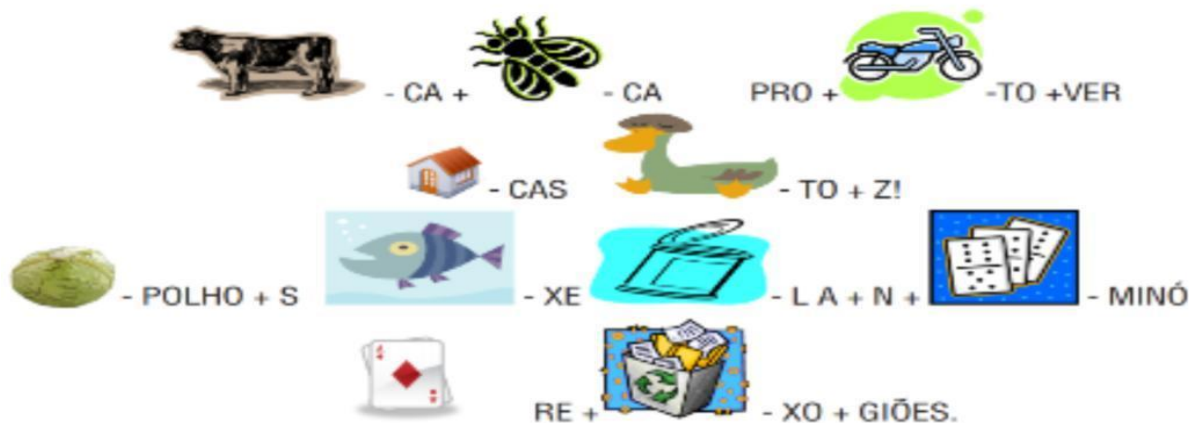 - CA + - CA PRO + -TO +VER
- CAS - TO + Z!
- POLHO + S - XE - L A + N + - MINÓ
RE + - XO + GIÕES.